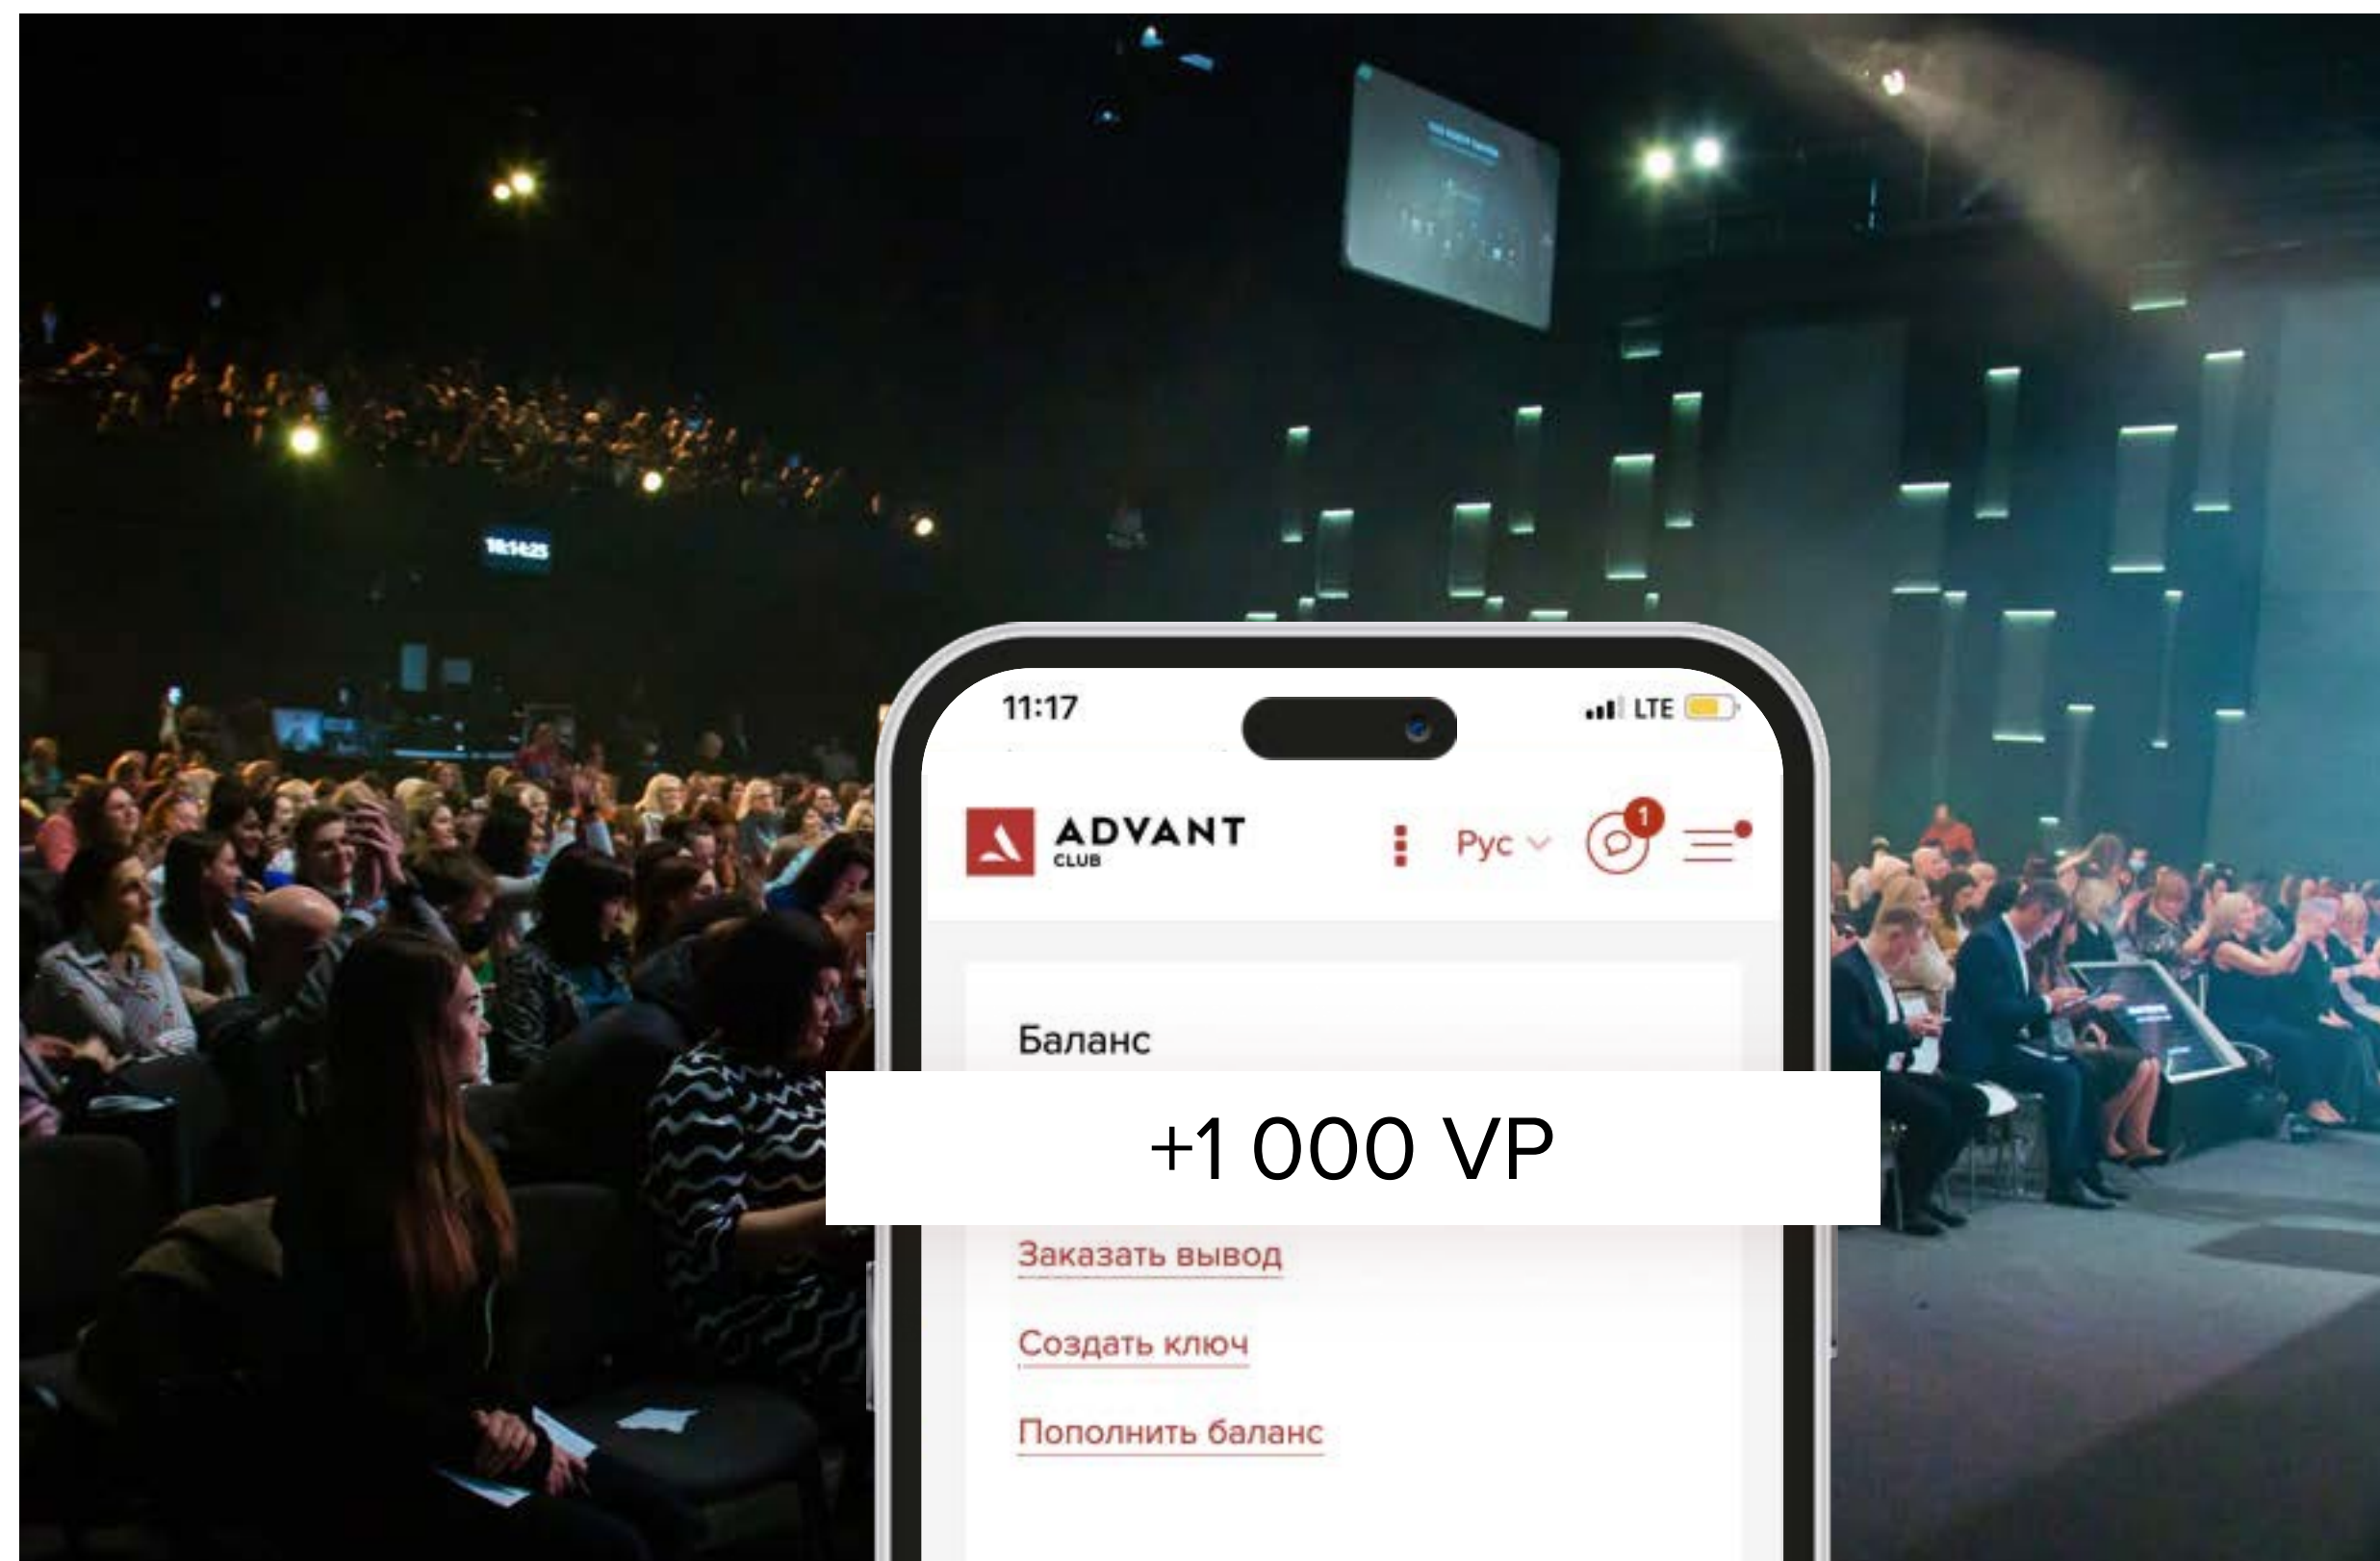 11:17
LTE
ADVANT
CLUB
Рус
1
Баланс
+1 000 VP
Заказать вывод
Создать ключ
Пополнить баланс